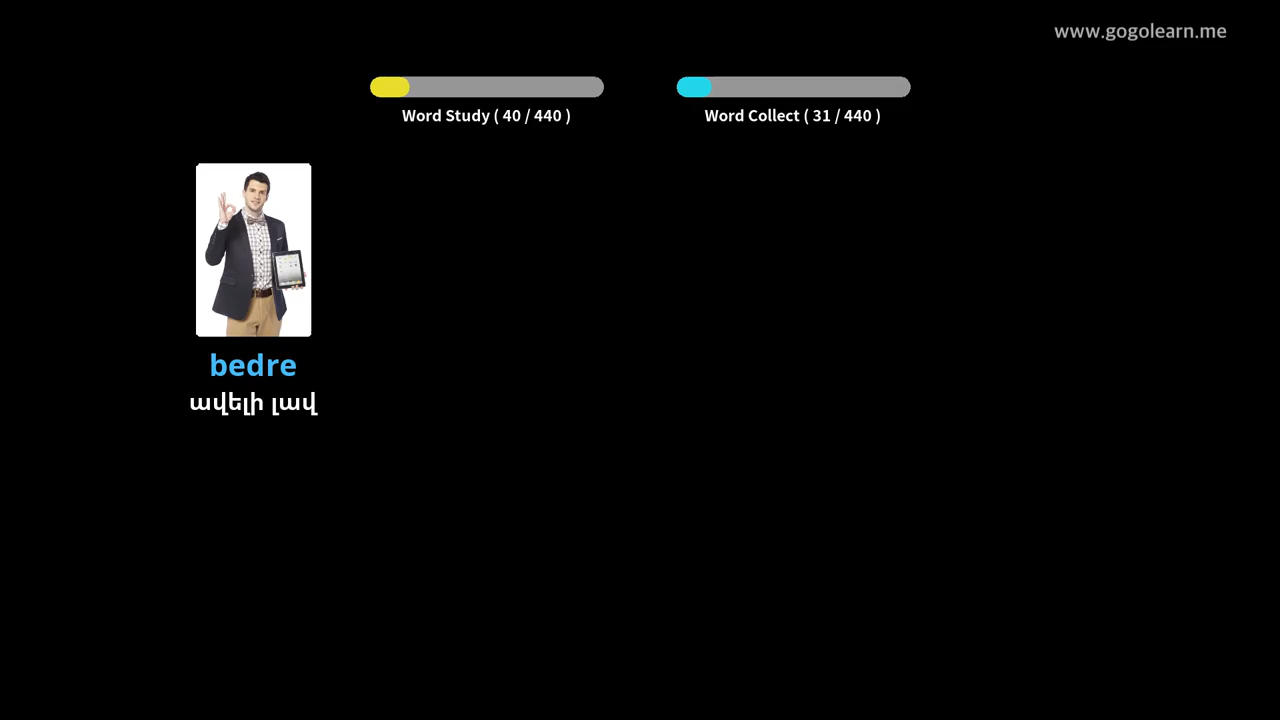 www.gogolearn.me
Word Study ( 40 / 440 )
Word Collect ( 31 / 440 )
bedre
ավելի լավ